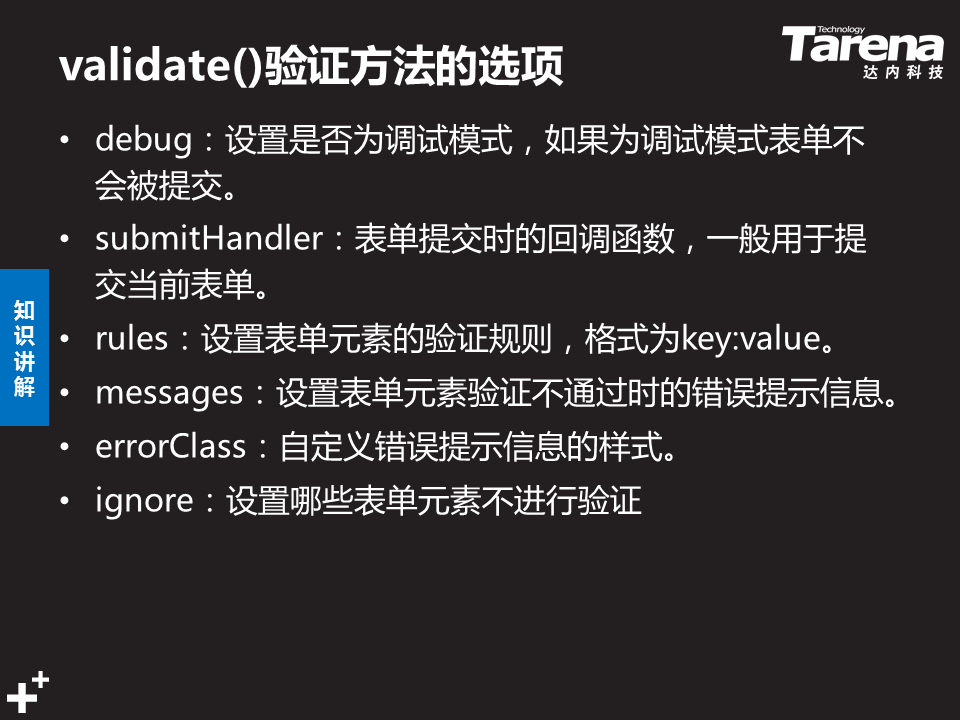 validate()验证方法的选项
Technology
Tarena
达内科技
• debug：设置是否为调试模式，如果为调试模式表单不
会被提交。
• submitHandler：表单提交时的回调函数，一般用于提
交当前表单。
• rules：设置表单元素的验证规则，格式为key:value。
• messages：设置表单元素验证不通过时的错误提示信息。
• errorClass：自定义错误提示信息的样式。
• ignore：设置哪些表单元素不进行验证
知
识
讲
解